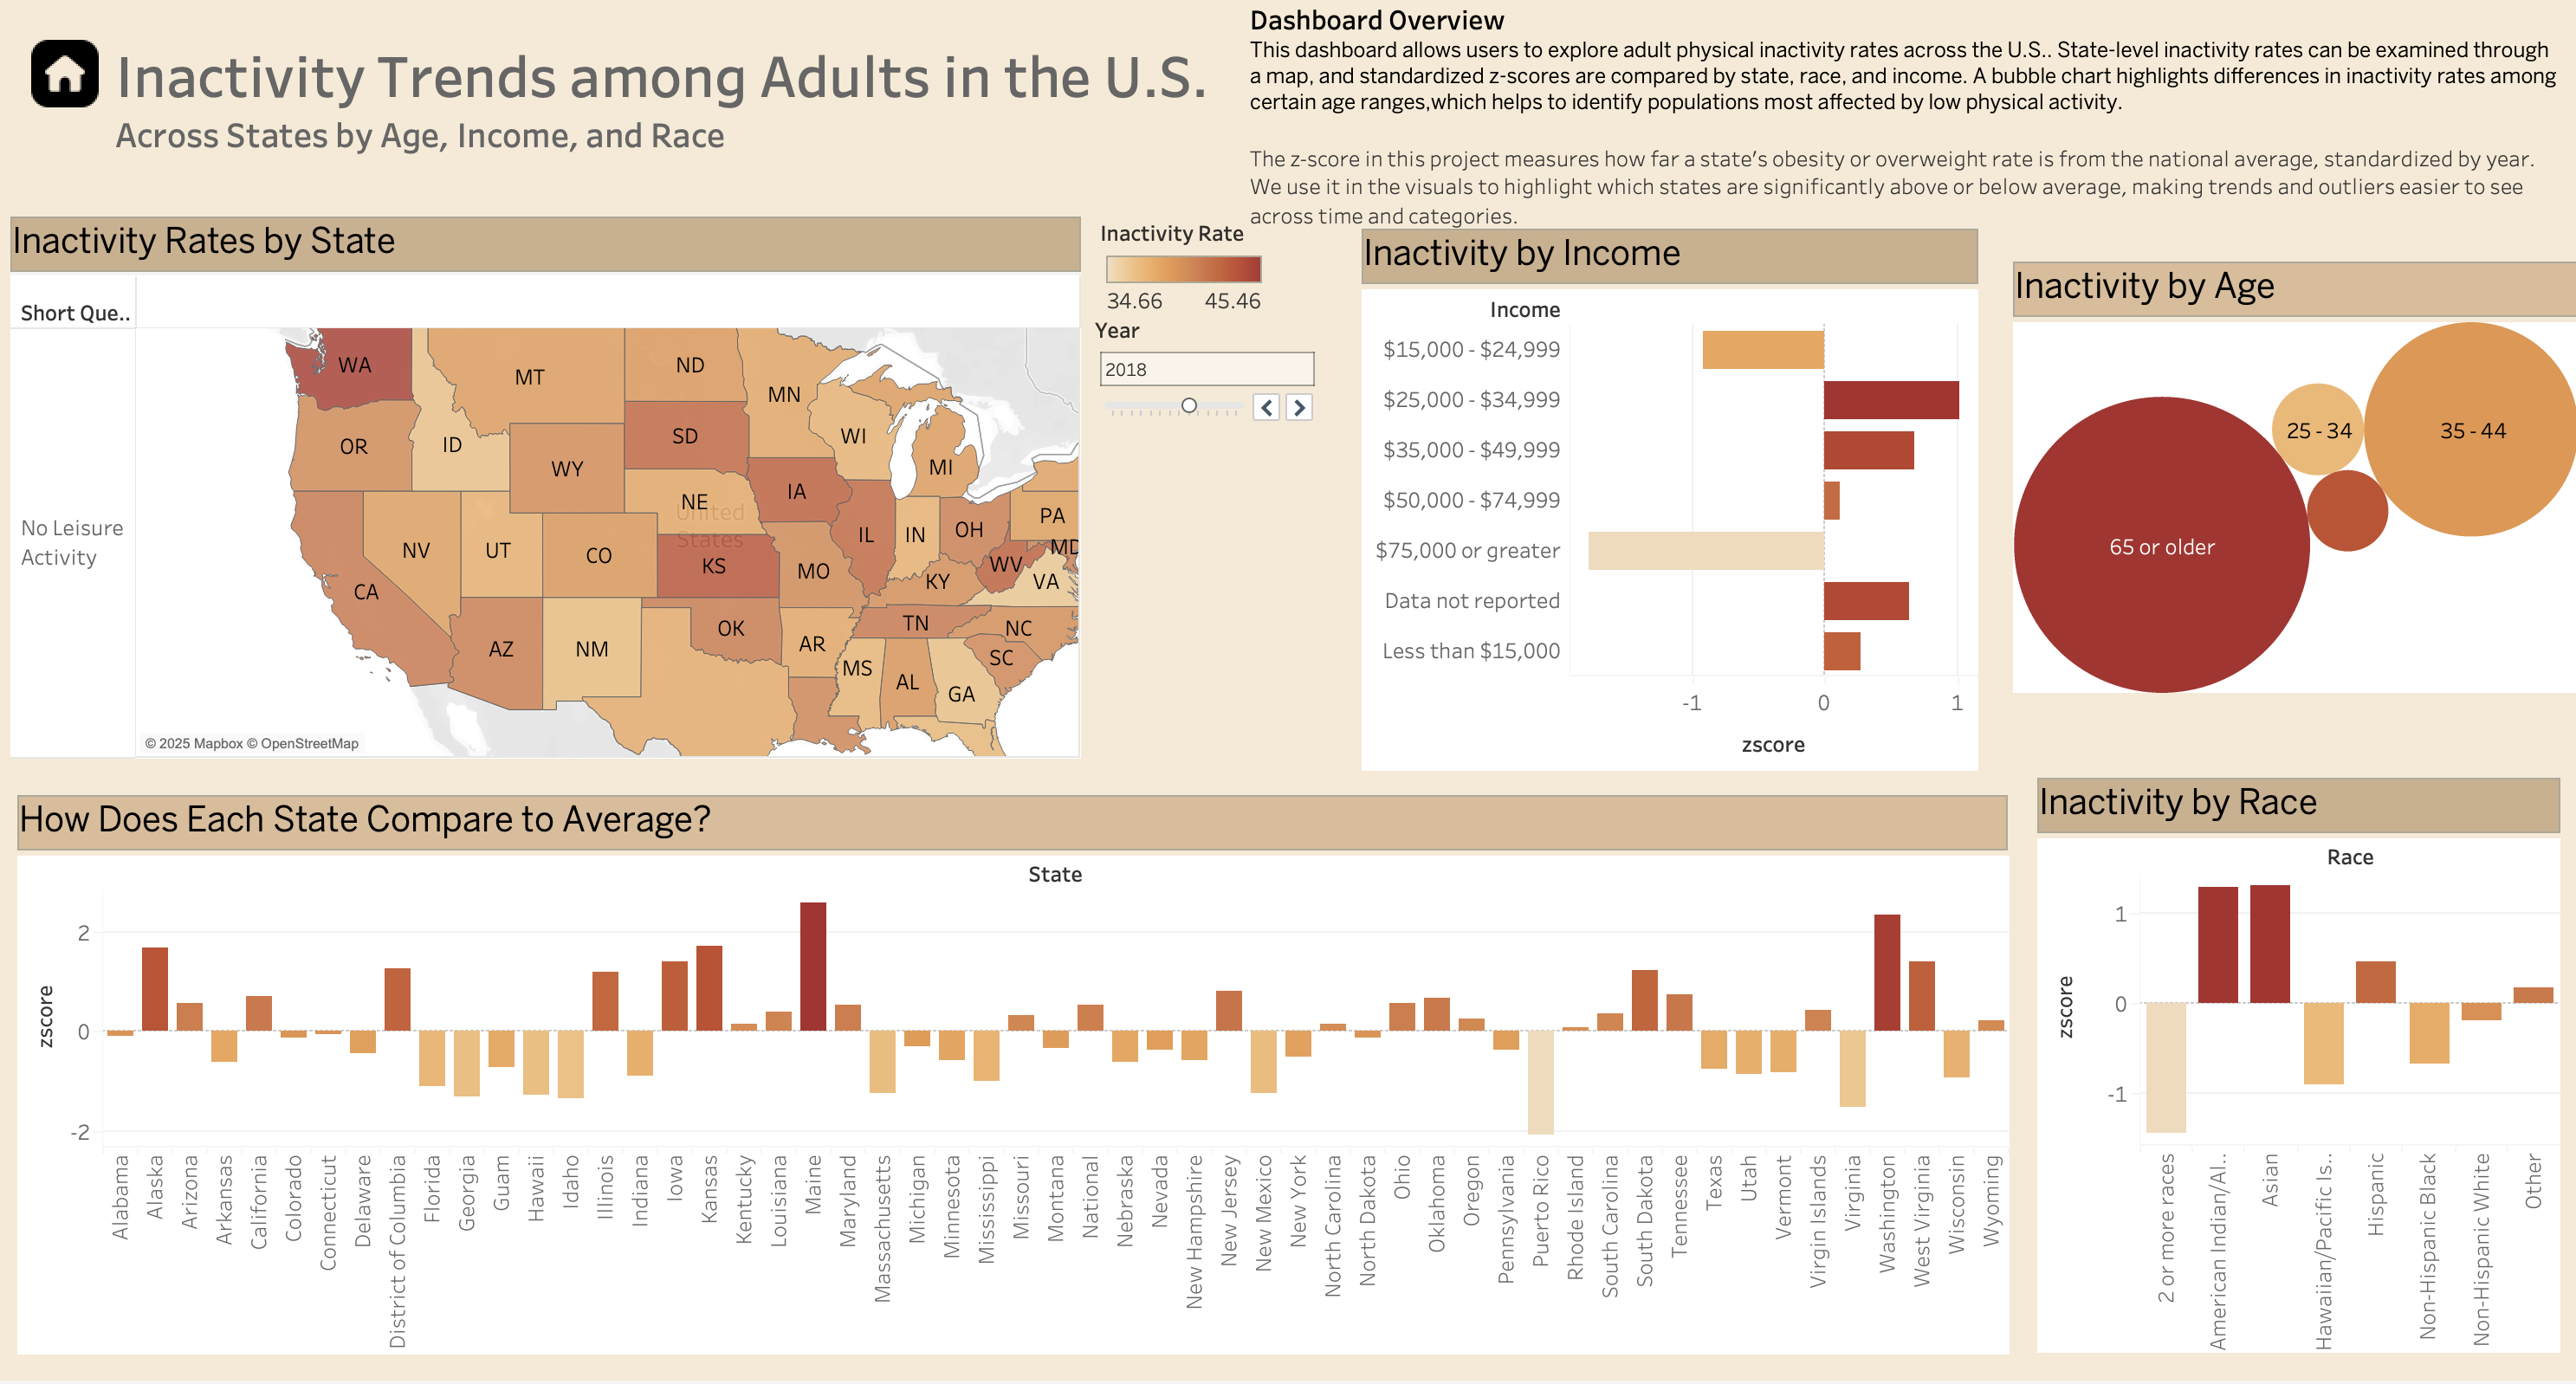 Inactivity Trends among Adults in the U.S.
Across States by Age, Income, and Race
Dashboard Overview
This dashboard allows users to explore adult physical inactivity rates across the U.S.. State-level inactivity rates can be examined through
a map, and standardized z-scores are compared by state, race, and income. A bubble chart highlights differences in inactivity rates among
certain age ranges,which helps to identify populations most affected by low physical activity.
The z-score in this project measures how far a state's obesity or overweight rate is from the national average, standardized by year.
We use it in the visuals to highlight which states are significantly above or below average, making trends and outliers easier to see
across time and categories.
Inactivity Rates by State
Short Que..
No Leisure
Activity
WA
MT
ND
MN
OR
ID
WY
SD
WI
MI
NE
IA
United
States
NV
UT
CO
KS
MO
IL
IN
OH
PA
MD
WV
VA
KY
CA
AZ
NM
OK
AR
TN
NC
SC
MS
AL
GA
© 2025 Mapbox © OpenStreetMap
Inactivity Rate
34.66 45.46
Year
2018
Inactivity by Income
Income
$15,000 - $24,999
$25,000 - $34,999
$35,000 - $49,999
$50,000 - $74,999
$75,000 or greater
Data not reported
Less than $15,000
-1 0 1
zscore
Inactivity by Age
25 - 34
35 - 44
65 or older
How Does Each State Compare to Average?
State
zscore
2
0
-2
Alabama
Alaska
Arizona
Arkansas
California
Colorado
Connecticut
Delaware
District of Columbia
Florida
Georgia
Guam
Hawaii
Idaho
Illinois
Indiana
Iowa
Kansas
Kentucky
Louisiana
Maine
Maryland
Massachusetts
Michigan
Minnesota
Mississippi
Missouri
Montana
National
Nebraska
Nevada
New Hampshire
New Jersey
New Mexico
New York
North Carolina
North Dakota
Ohio
Oklahoma
Oregon
Pennsylvania
Puerto Rico
Rhode Island
South Carolina
South Dakota
Tennessee
Texas
Utah
Vermont
Virgin Islands
Virginia
Washington
West Virginia
Wisconsin
Wyoming
Inactivity by Race
Race
zscore
1
0
-1
2 or more races
American Indian/Al..
Asian
Hawaiian/Pacific Is..
Hispanic
Non-Hispanic Black
Non-Hispanic White
Other